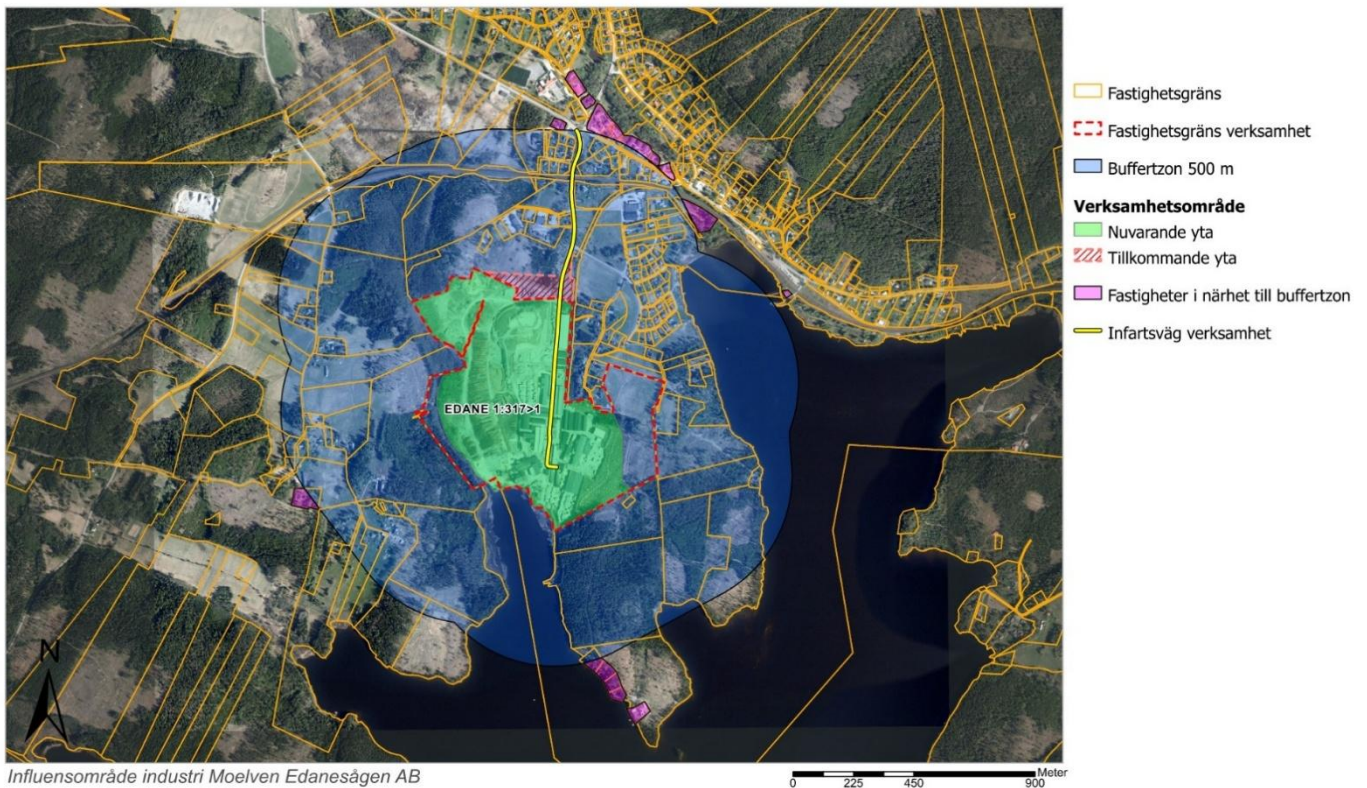 Fastighetsgräns
Fastighetsgräns verksamhet
Buffertzon 500 m
Verksamhetsområde
Nuvarande yta
Tillkommande yta
Fastigheter i närhet till buffertzon
Infartsväg verksamhet
EDANE 1:317>1
N
Influensområde industri Moelven Edanesågen AB
Meter
0 225 450 900